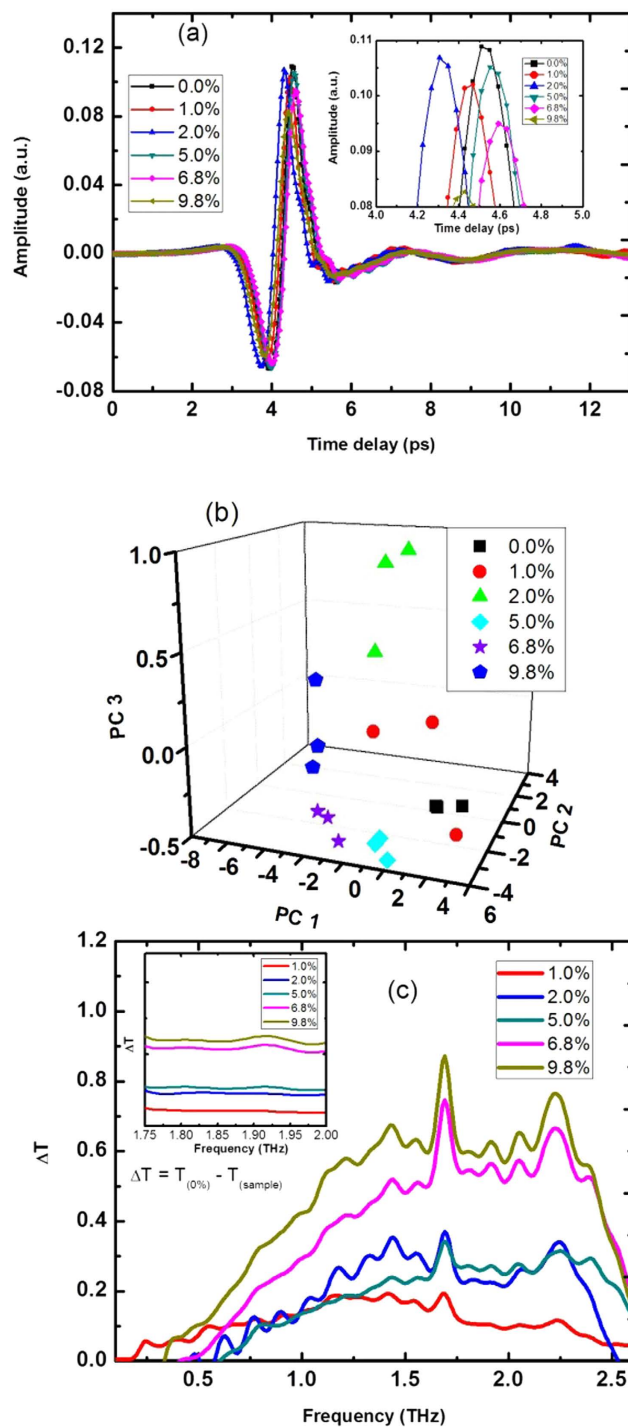 (a)
0.12
0.08
0.04
0.00
-0.04
-0.08
Amplitude (a.u.)
0.0%
1.0%
2.0%
5.0%
6.8%
9.8%
0.11
0.10
0.09
0.08
Amplitude (a.u.)
0.0%
1.0%
2.0%
5.0%
6.8%
9.8%
4.0 4.2 4.4 4.6 4.8 5.0
Time delay (ps)
0 2 4 6 8 10 12
Time delay (ps)
(b)
1.0
0.5
0.0
-0.5
PC 3
0.0%
1.0%
2.0%
5.0%
6.8%
9.8%
-8 -6 -4 -2 0 2 4 6
PC 1
4
2
0
-2
-4
PC 2
(c)
1.2
1.0
0.8
0.6
0.4
0.2
0.0
ΔT
1.0%
2.0%
5.0%
6.8%
9.8%
ΔT
1.75 1.80 1.85 1.90 1.95 2.00
Frequency (THz)
ΔT = T(0%) - T(sample)
1.0%
2.0%
5.0%
6.8%
9.8%
0.5 1.0 1.5 2.0 2.5
Frequency (THz)